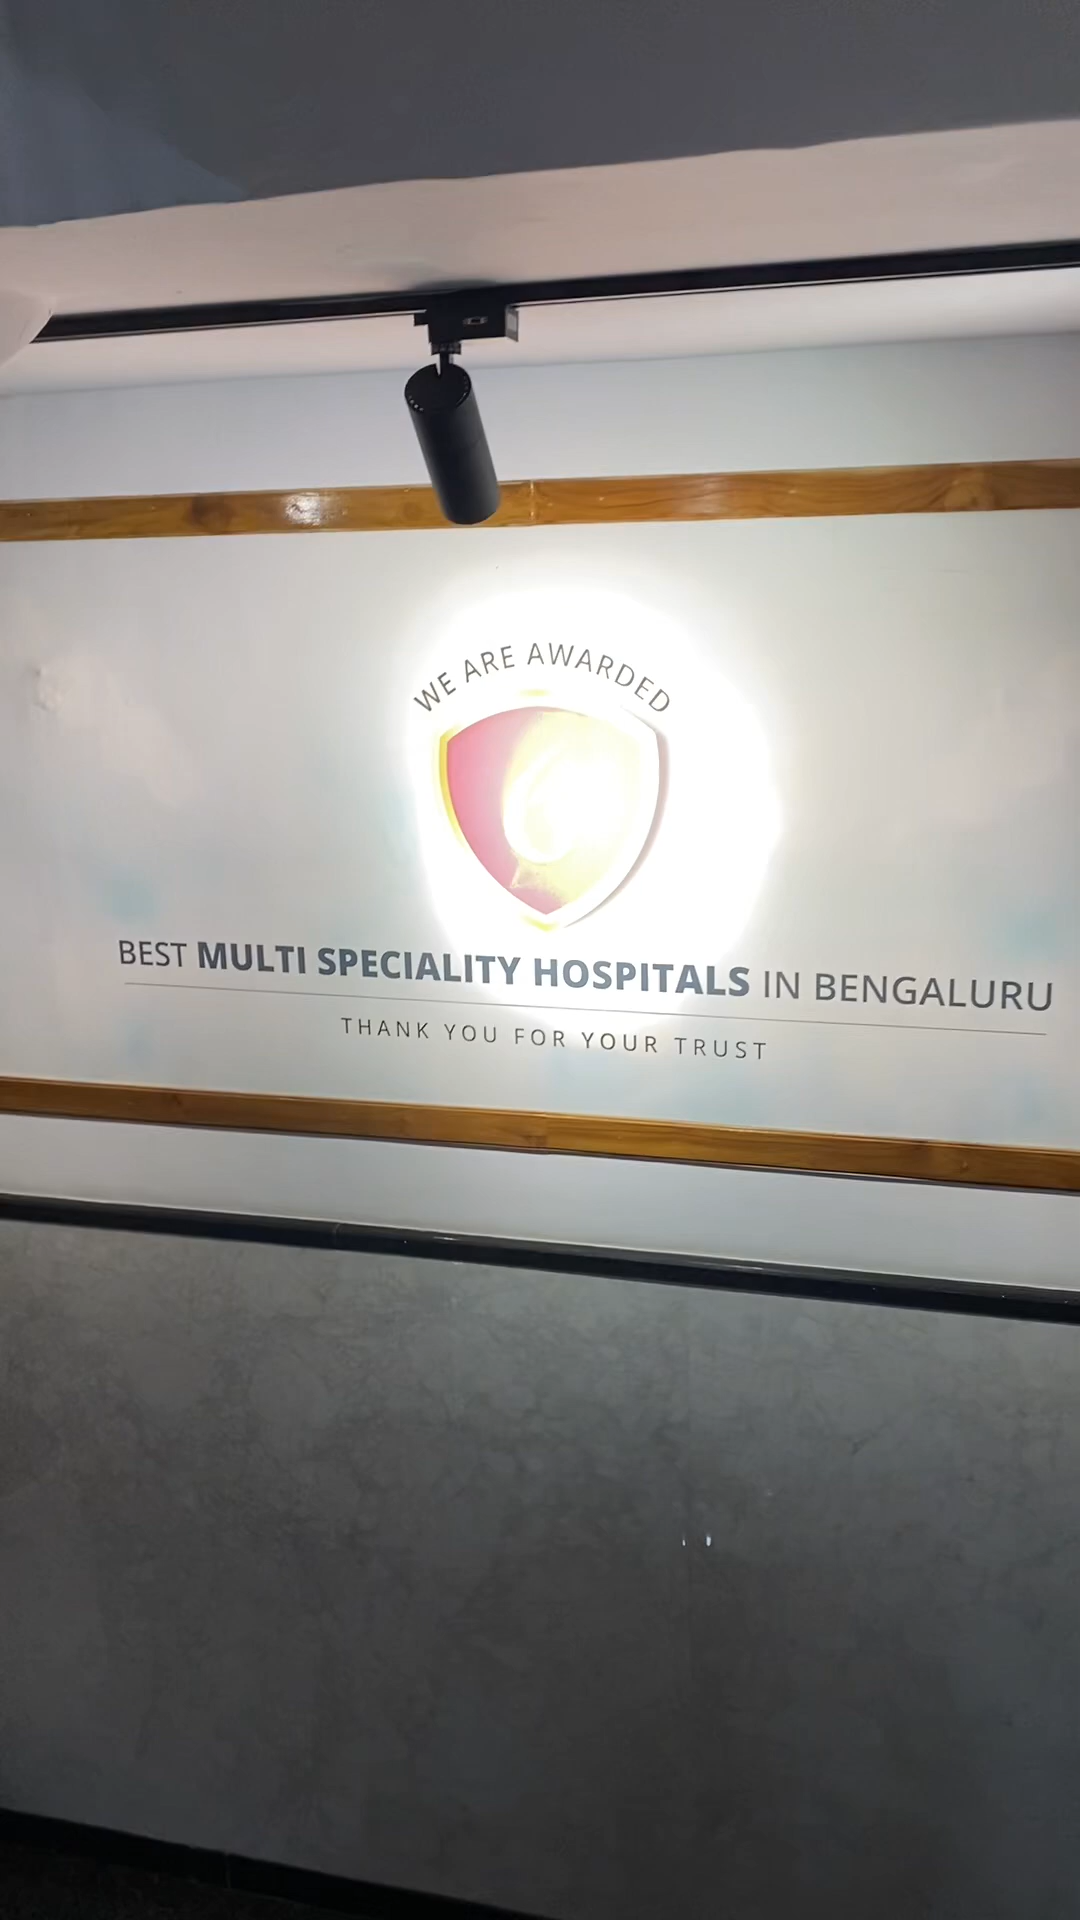 WE ARE AWARDED
BEST MULTI SPECIALITY HOSPITALS IN BENGALURU
THANK YOU FOR YOUR TRUST